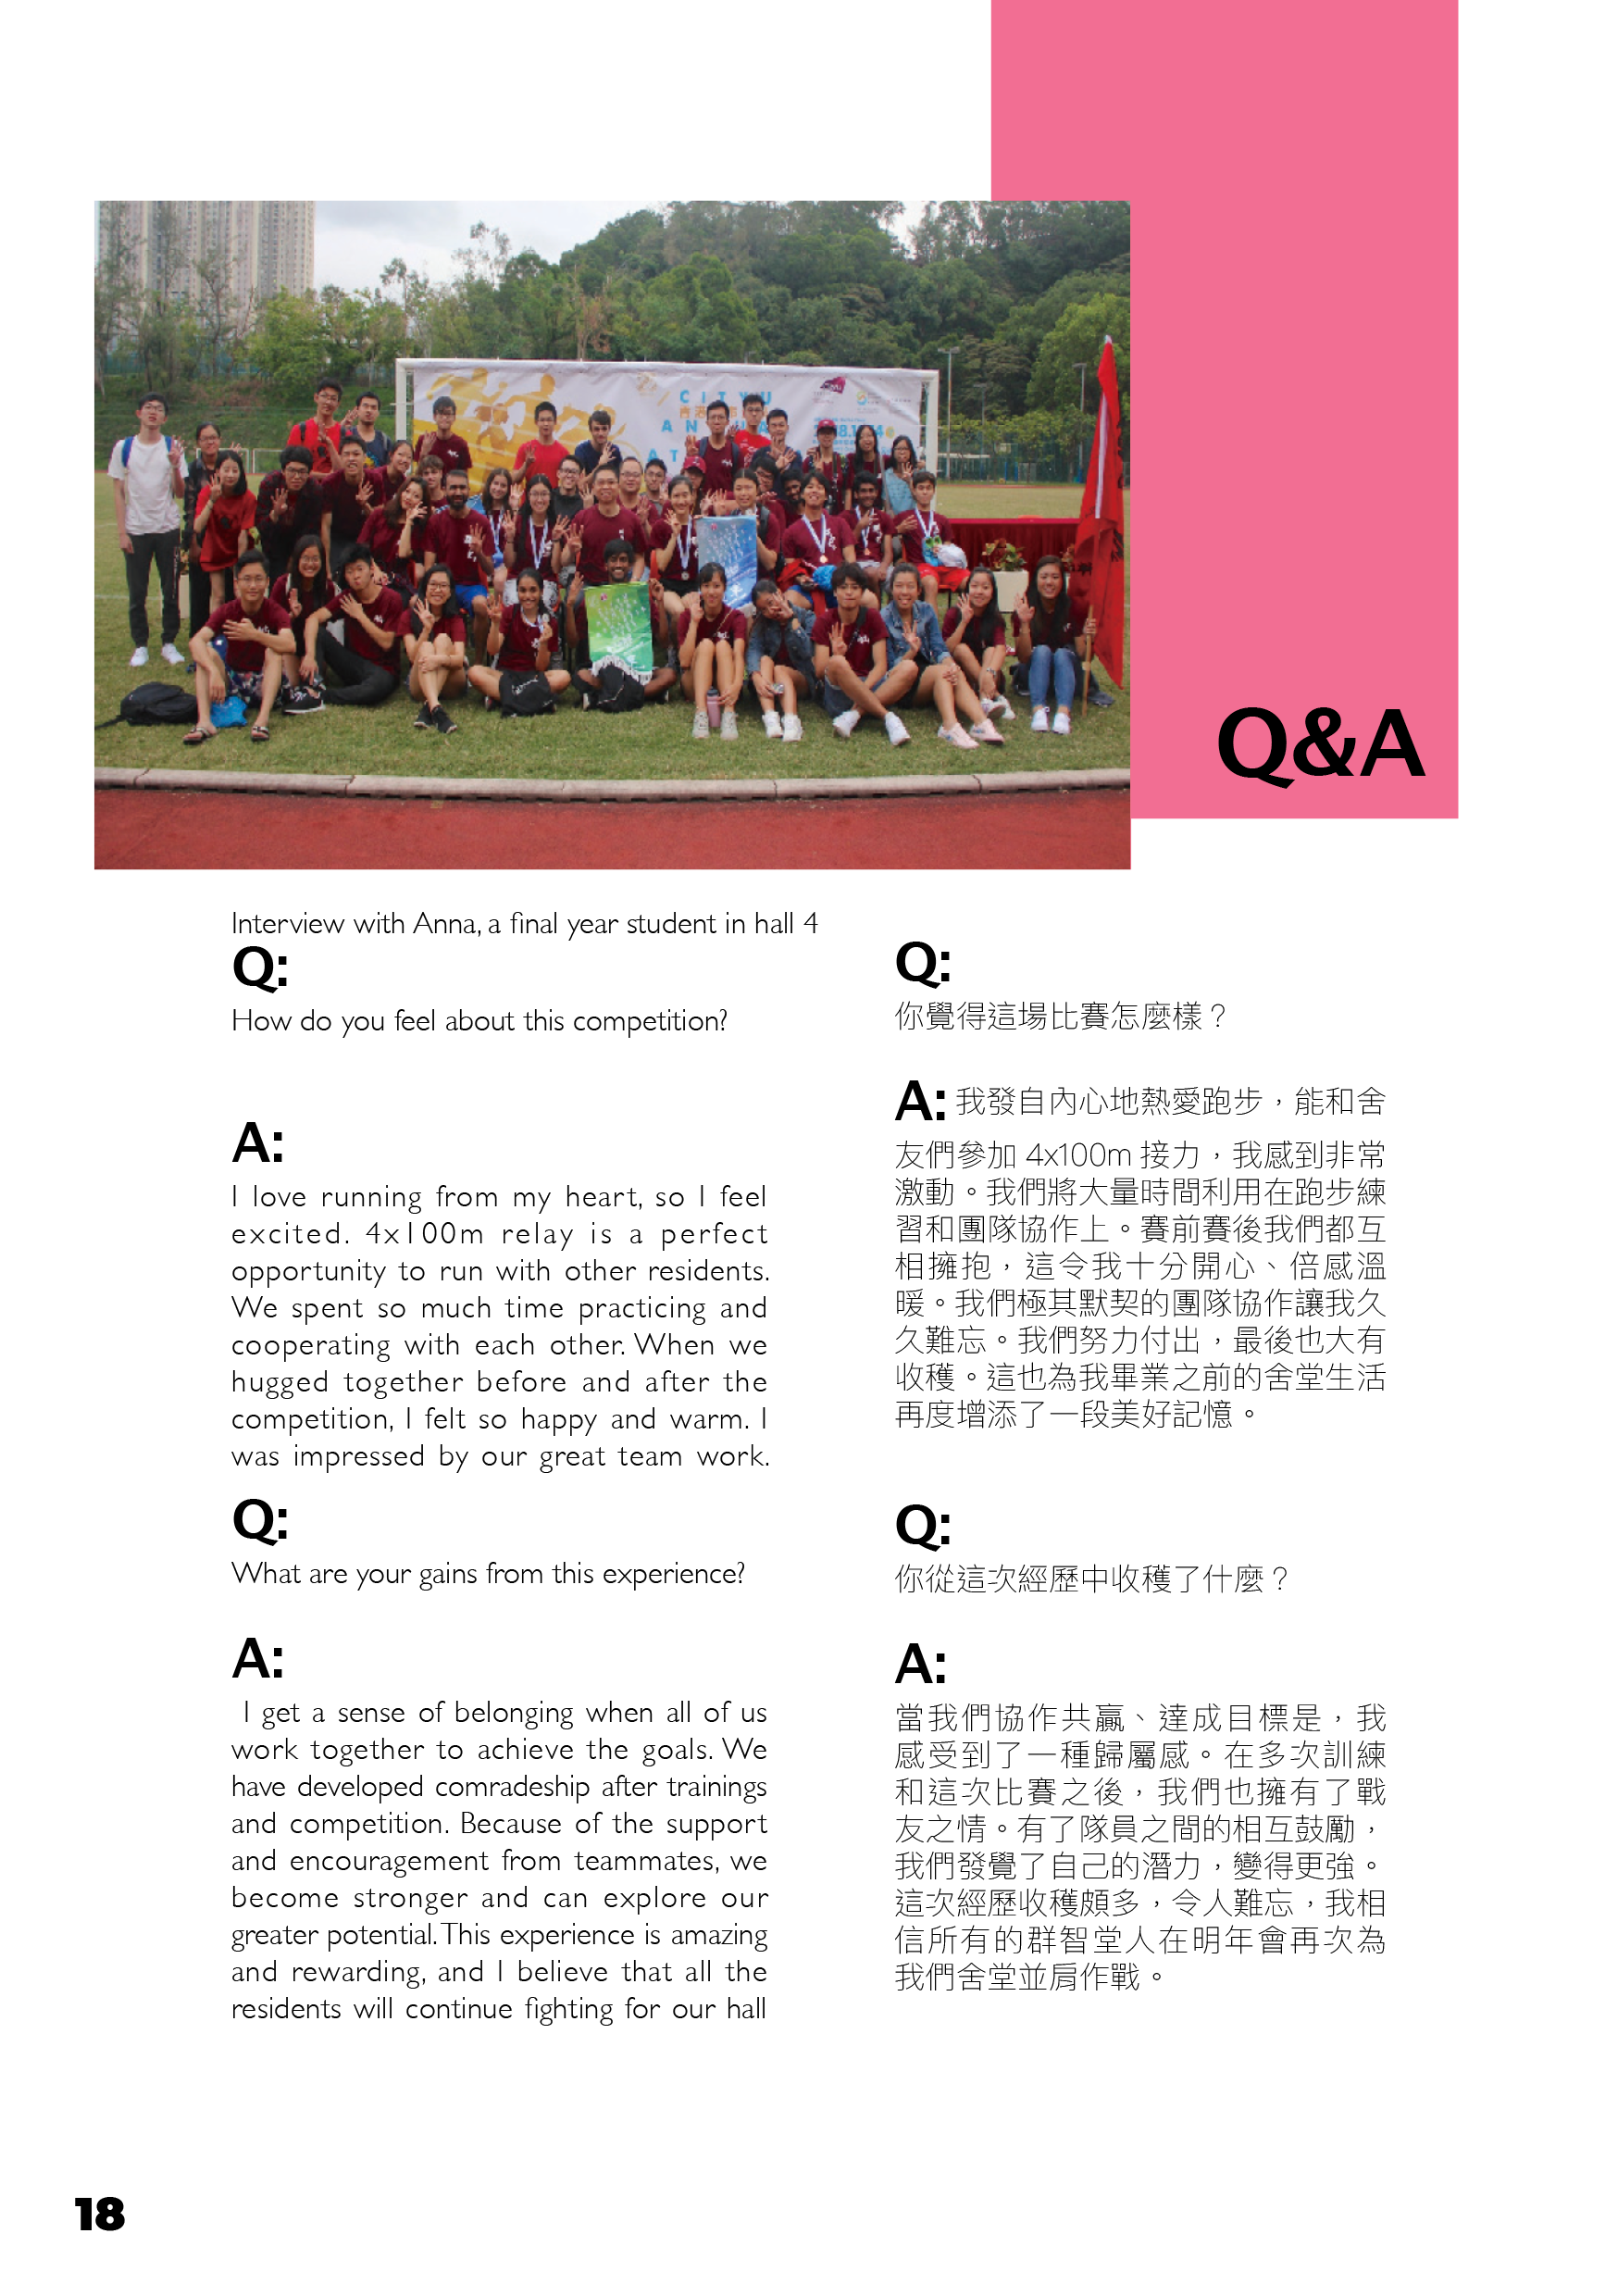 CITYU
Q&A
Interview with Anna, a final year student in hall 4
Q:
How do you feel about this competition?
A:
I love running from my heart, so I feel
excited. 4x100m relay is a perfect
opportunity to run with other residents.
We spent so much time practicing and
cooperating with each other. When we
hugged together before and after the
competition, I felt so happy and warm. I
was impressed by our great team work.
Q:
What are your gains from this experience?
A:
I get a sense of belonging when all of us
work together to achieve the goals. We
have developed comradeship after trainings
and competition. Because of the support
and encouragement from teammates, we
become stronger and can explore our
greater potential. This experience is amazing
and rewarding, and I believe that all the
residents will continue fighting for our hall
Q:
你覺得這場比賽怎麼樣？
A: 我發自內心地熱愛跑步，能和舍
友們參加 4x100m 接力，我感到非常
激動。我們將大量時間利用在跑步練
習和團隊協作上。賽前賽後我們都互
相擁抱，這令我十分開心、倍感溫
暖。我們極其默契的團隊協作讓我久
久難忘。我們努力付出，最後也大有
收穫。這也為我畢業之前的舍堂生活
再度增添了一段美好記憶。
Q:
你從這次經歷中收穫了什麼？
A:
當我們協作共贏、達成目標是，我
感受到了一種歸屬感。在多次訓練
和這次比賽之後，我們也擁有了戰
友之情。有了隊員之間的相互鼓勵，
我們發覺了自己的潛力，變得更強。
這次經歷收穫頗多，令人難忘，我相
信所有的群智堂人在明年會再次為
我們舍堂並肩作戰。
18